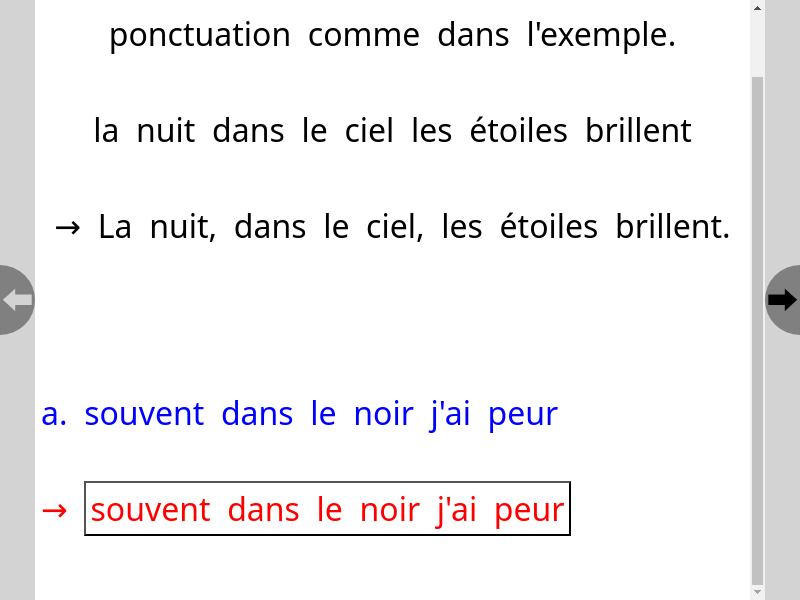 ponctuation comme dans l'exemple.
la nuit dans le ciel les étoiles brillent
→ La nuit, dans le ciel, les étoiles brillent.
a. souvent dans le noir j'ai peur
→ souvent dans le noir j'ai peur